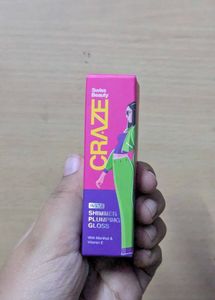 Swiss
Beauty
CRAZE
SHIMMER
PLUMPING
GLOSS
With Menthol &
Vitamin E